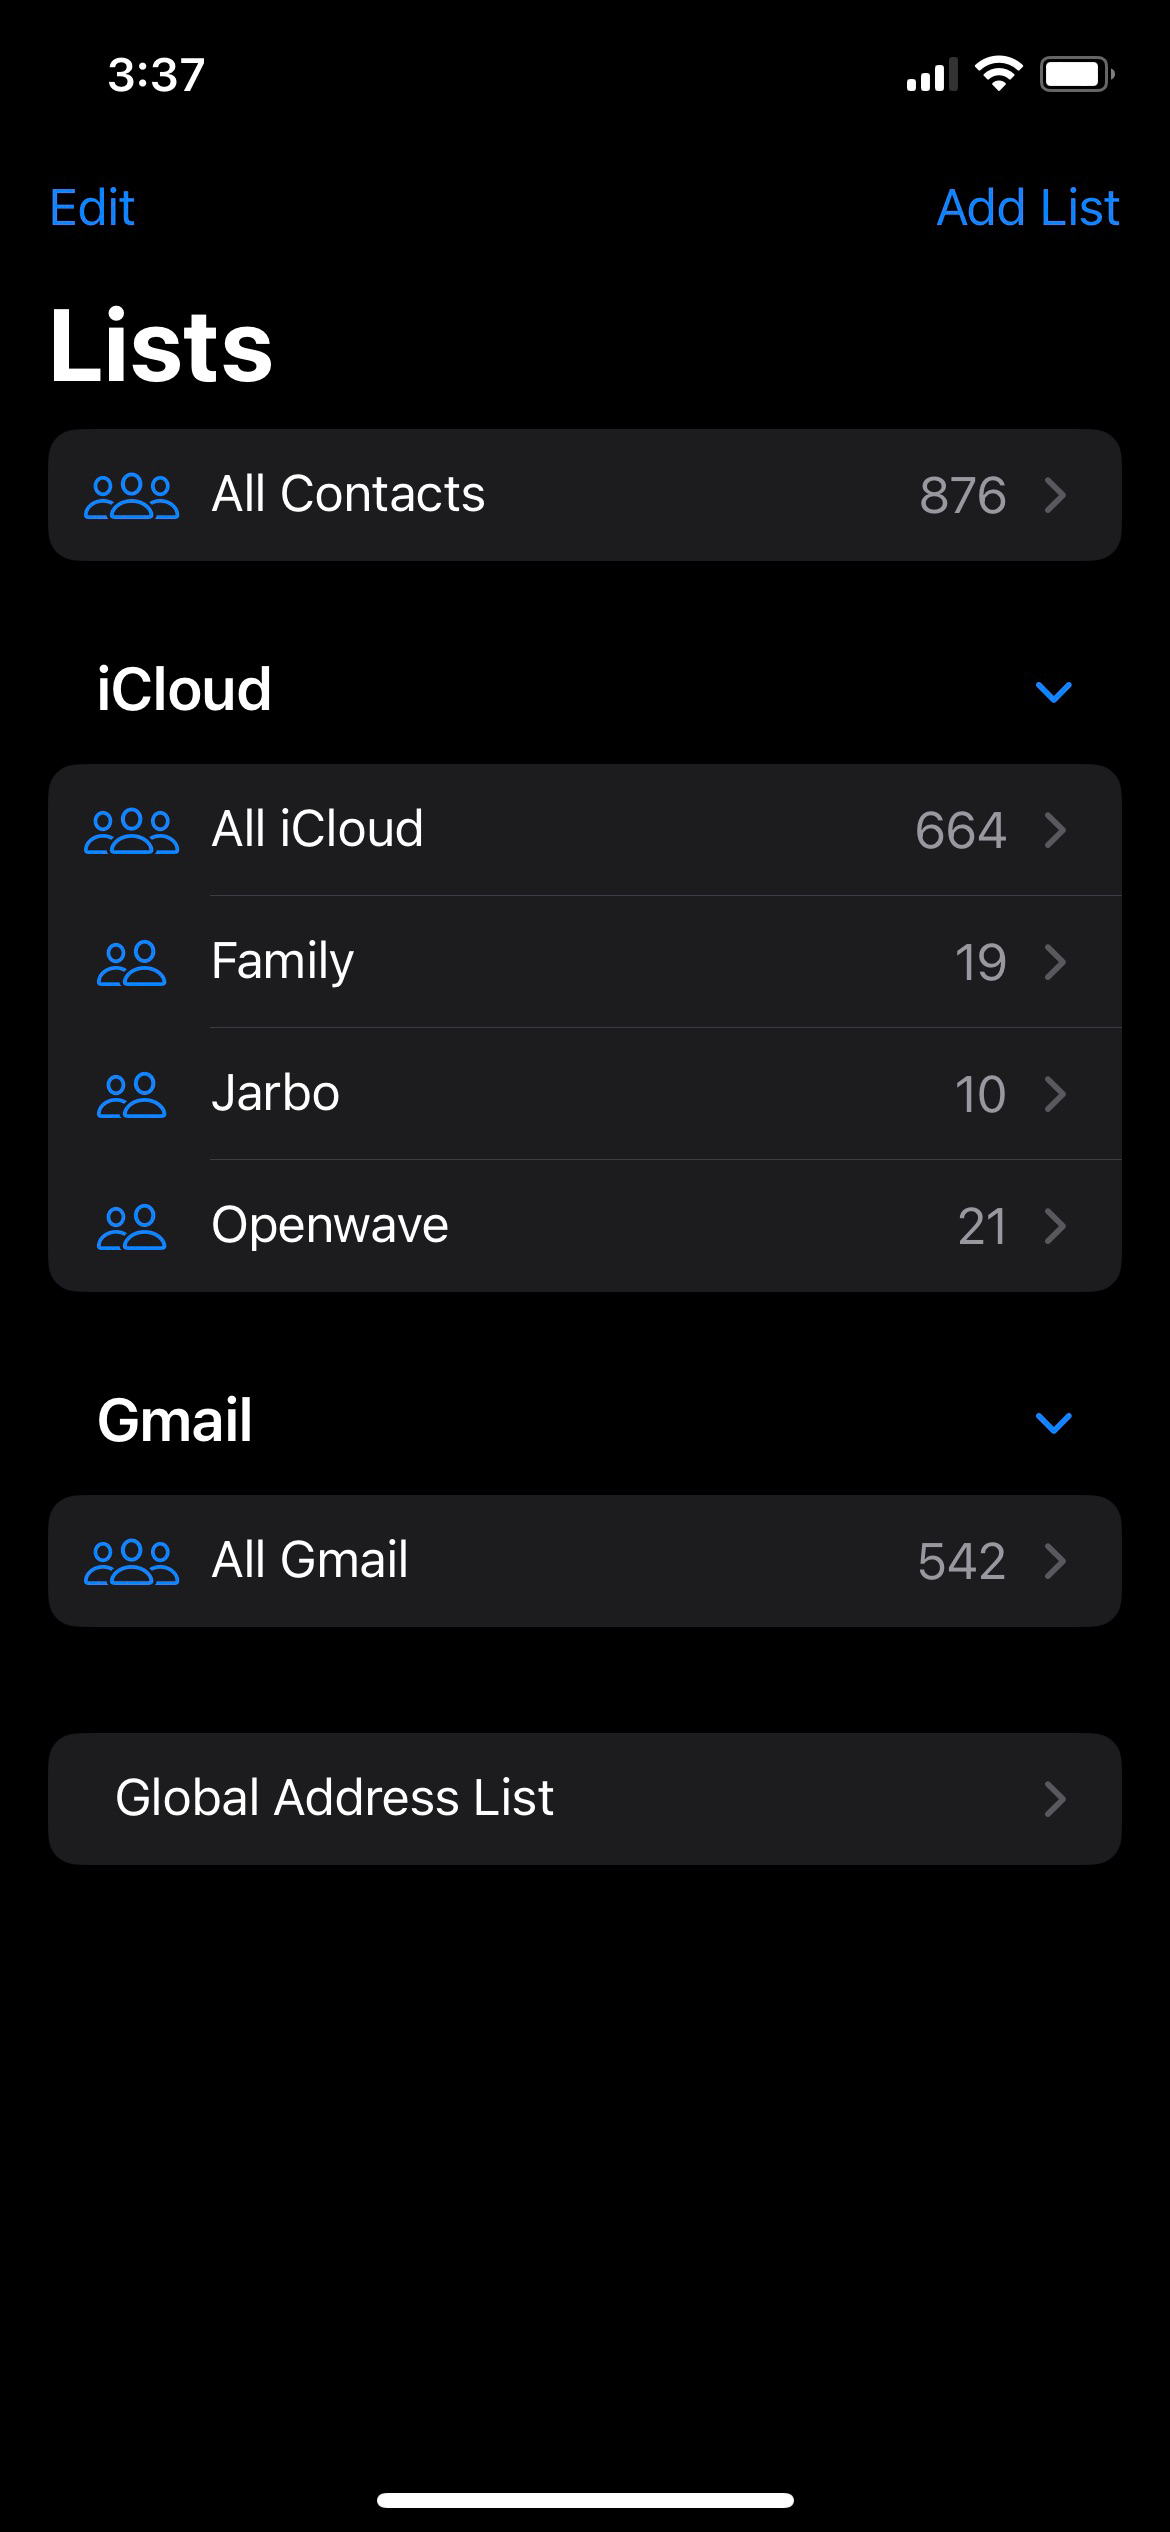 3:37
Edit Add List
Lists
All Contacts 876
iCloud
All iCloud 664
Family 19
Jarbo 10
Openwave 21
Gmail
All Gmail 542
Global Address List